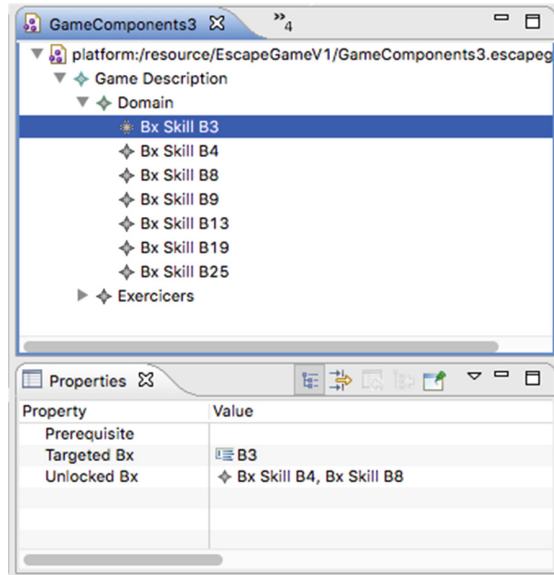 GameComponents3
»4
platform:/resource/EscapeGameV1/GameComponents3.escapeg
Game Description
Domain
Bx Skill B3
Bx Skill B4
Bx Skill B8
Bx Skill B9
Bx Skill B13
Bx Skill B19
Bx Skill B25
Exercicers
Properties
Property Value
Prerequisite
Targeted Bx B3
Unlocked Bx Bx Skill B4, Bx Skill B8